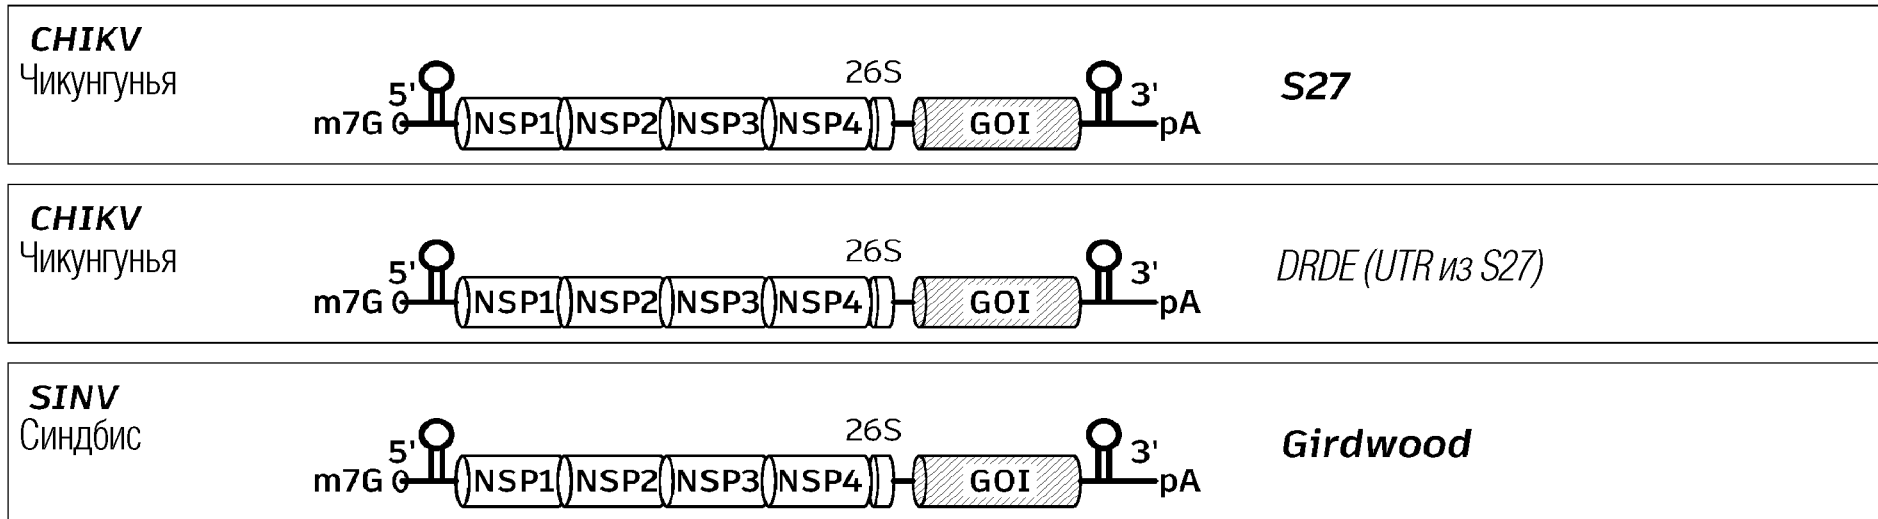 CHIKV
Чикунгунья
5' 26S 3'
m7G NSP1 NSP2 NSP3 NSP4 GOI pA
S27
CHIKV
Чикунгунья
5' 26S 3'
m7G NSP1 NSP2 NSP3 NSP4 GOI pA
DRDE (UTR из S27)
SINV
Синдбис
5' 26S 3'
m7G NSP1 NSP2 NSP3 NSP4 GOI pA
Girdwood